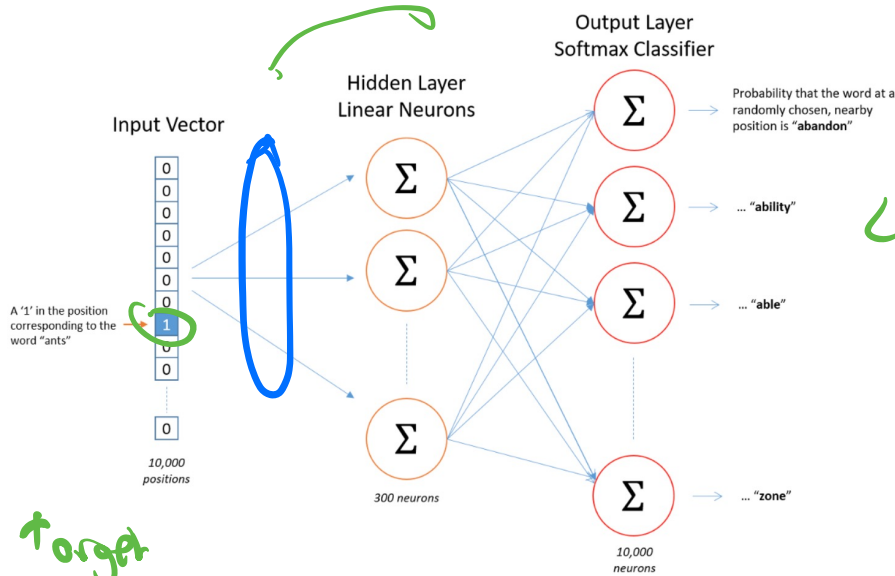 Output Layer
Softmax Classifier
Hidden Layer
Linear Neurons
Input Vector
0
0
0
0
0
0
0
1
0
0
0
A '1' in the position
corresponding to the
word "ants"
10,000
positions
Σ
Σ
Σ
300 neurons
Σ
Σ
Σ
Σ
10,000
neurons
Probability that the word at a
randomly chosen, nearby
position is "abandon"
... "ability"
... "able"
... "zone"
Target